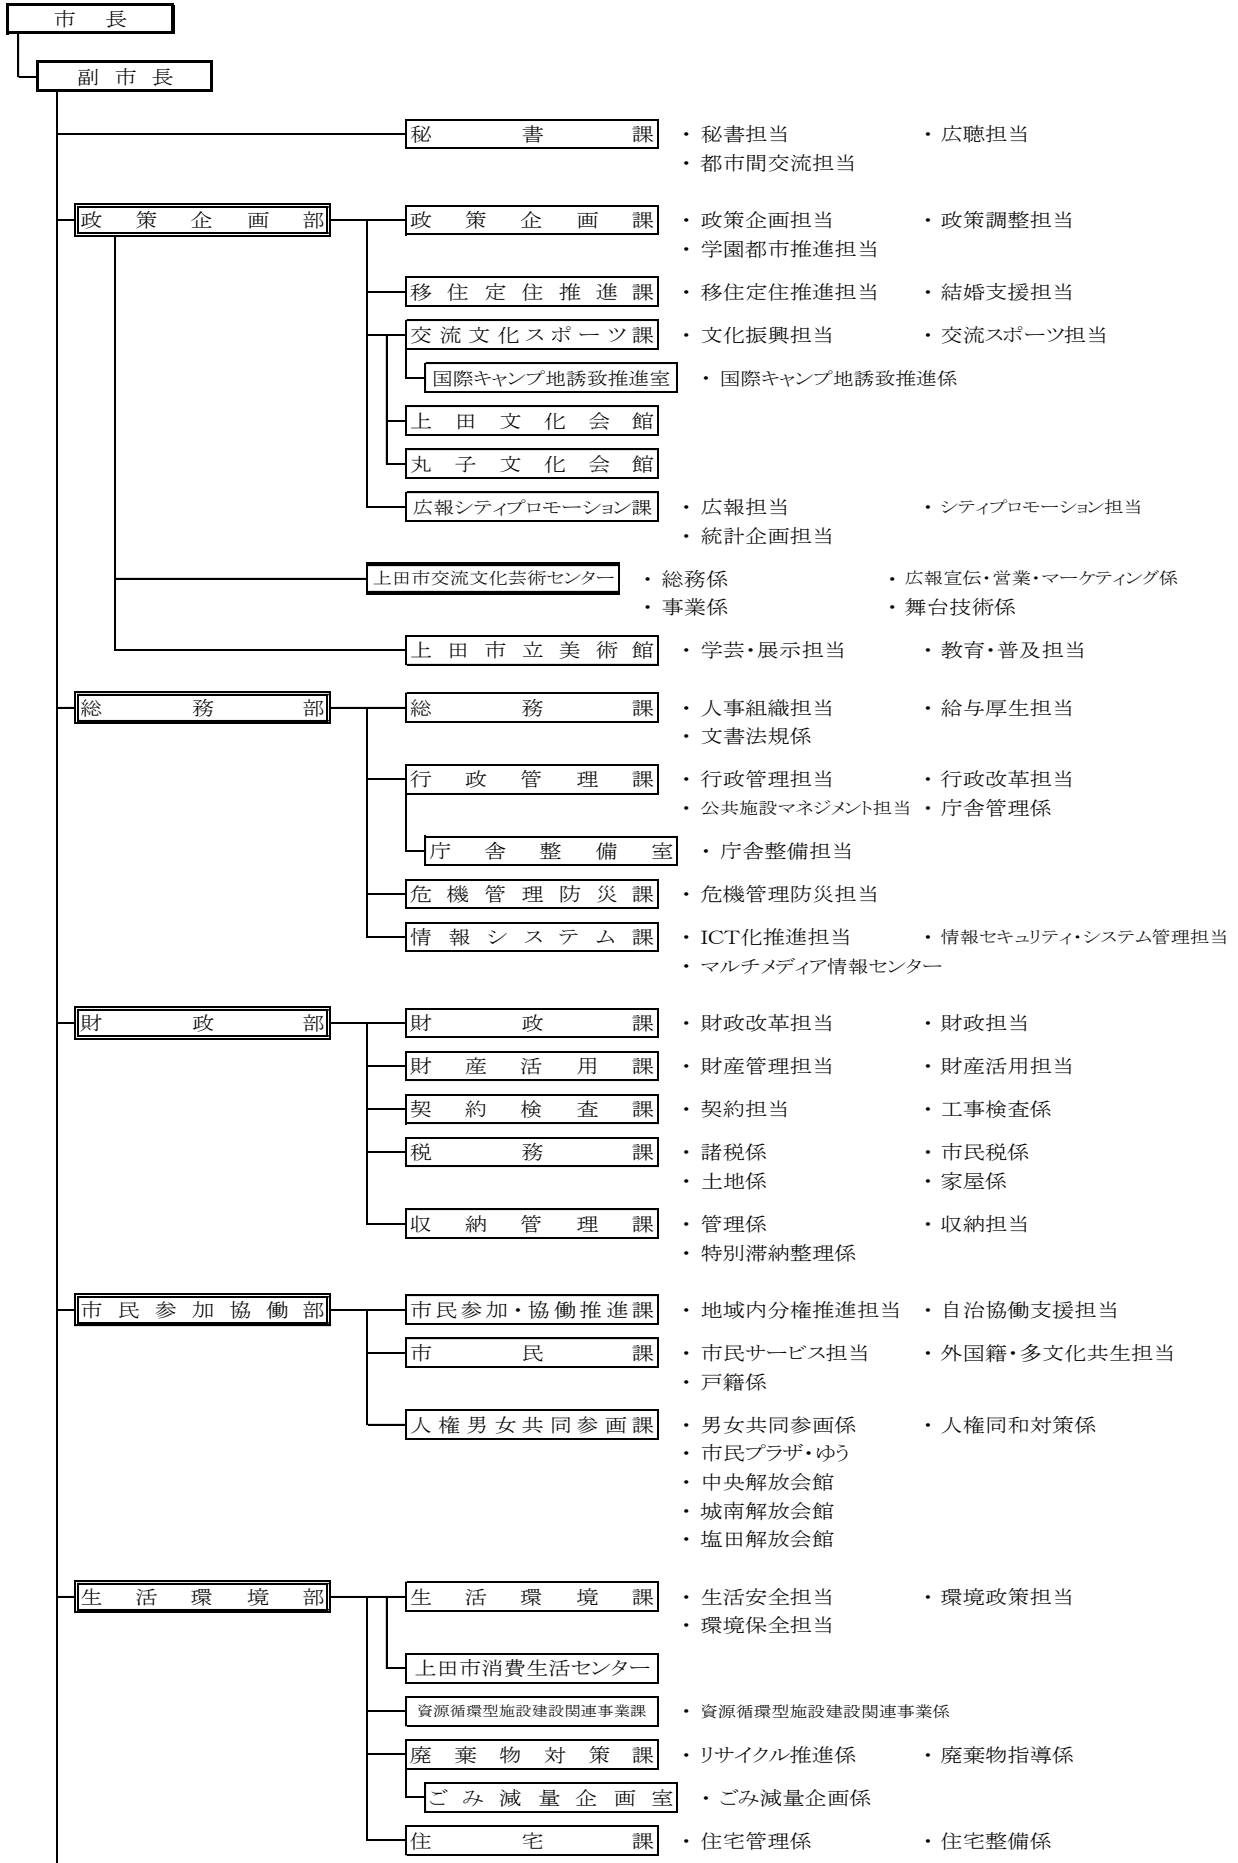 市長
副市長
秘書課 ・秘書担当 ・広聴担当
・都市間交流担当
政策企画部 政策企画課 ・政策企画担当 ・政策調整担当
・学園都市推進担当
移住定住推進課 ・移住定住推進担当 ・結婚支援担当
交流文化スポーツ課 ・文化振興担当 ・交流スポーツ担当
国際キャンプ地誘致推進室 ・国際キャンプ地誘致推進係
上田文化会館
丸子文化会館
広報シティプロモーション課 ・広報担当 ・シティプロモーション担当
・統計企画担当
上田市交流文化芸術センター ・総務係 ・広報宣伝・営業・マーケティング係
・事業係 ・舞台技術係
上田市立美術館 ・学芸・展示担当 ・教育・普及担当
総務部 総務課 ・人事組織担当 ・給与厚生担当
・文書法規係
行政管理課 ・行政管理担当 ・行政改革担当
・公共施設マネジメント担当 ・庁舎管理係
庁舎整備室 ・庁舎整備担当
危機管理防災課 ・危機管理防災担当
情報システム課 ・ICT化推進担当 ・情報セキュリティ・システム管理担当
・マルチメディア情報センター
財政部 財政課 ・財政改革担当 ・財政担当
財産活用課 ・財産管理担当 ・財産活用担当
契約検査課 ・契約担当 ・工事検査係
税務課 ・諸税係 ・市民税係
・土地係 ・家屋係
収納管理課 ・管理係 ・収納担当
・特別滞納整理係
市民参加協働部 市民参加・協働推進課 ・地域内分権推進担当 ・自治協働支援担当
市民課 ・市民サービス担当 ・外国籍・多文化共生担当
・戸籍係
人権男女共同参画課 ・男女共同参画係 ・人権同和対策係
・市民プラザ・ゆう
・中央解放会館
・城南解放会館
・塩田解放会館
生活環境部 生活環境課 ・生活安全担当 ・環境政策担当
・環境保全担当
上田市消費生活センター
資源循環型施設建設関連事業課 ・資源循環型施設建設関連事業係
廃棄物対策課 ・リサイクル推進係 ・廃棄物指導係
ごみ減量企画室 ・ごみ減量企画係
住宅課 ・住宅管理係 ・住宅整備係